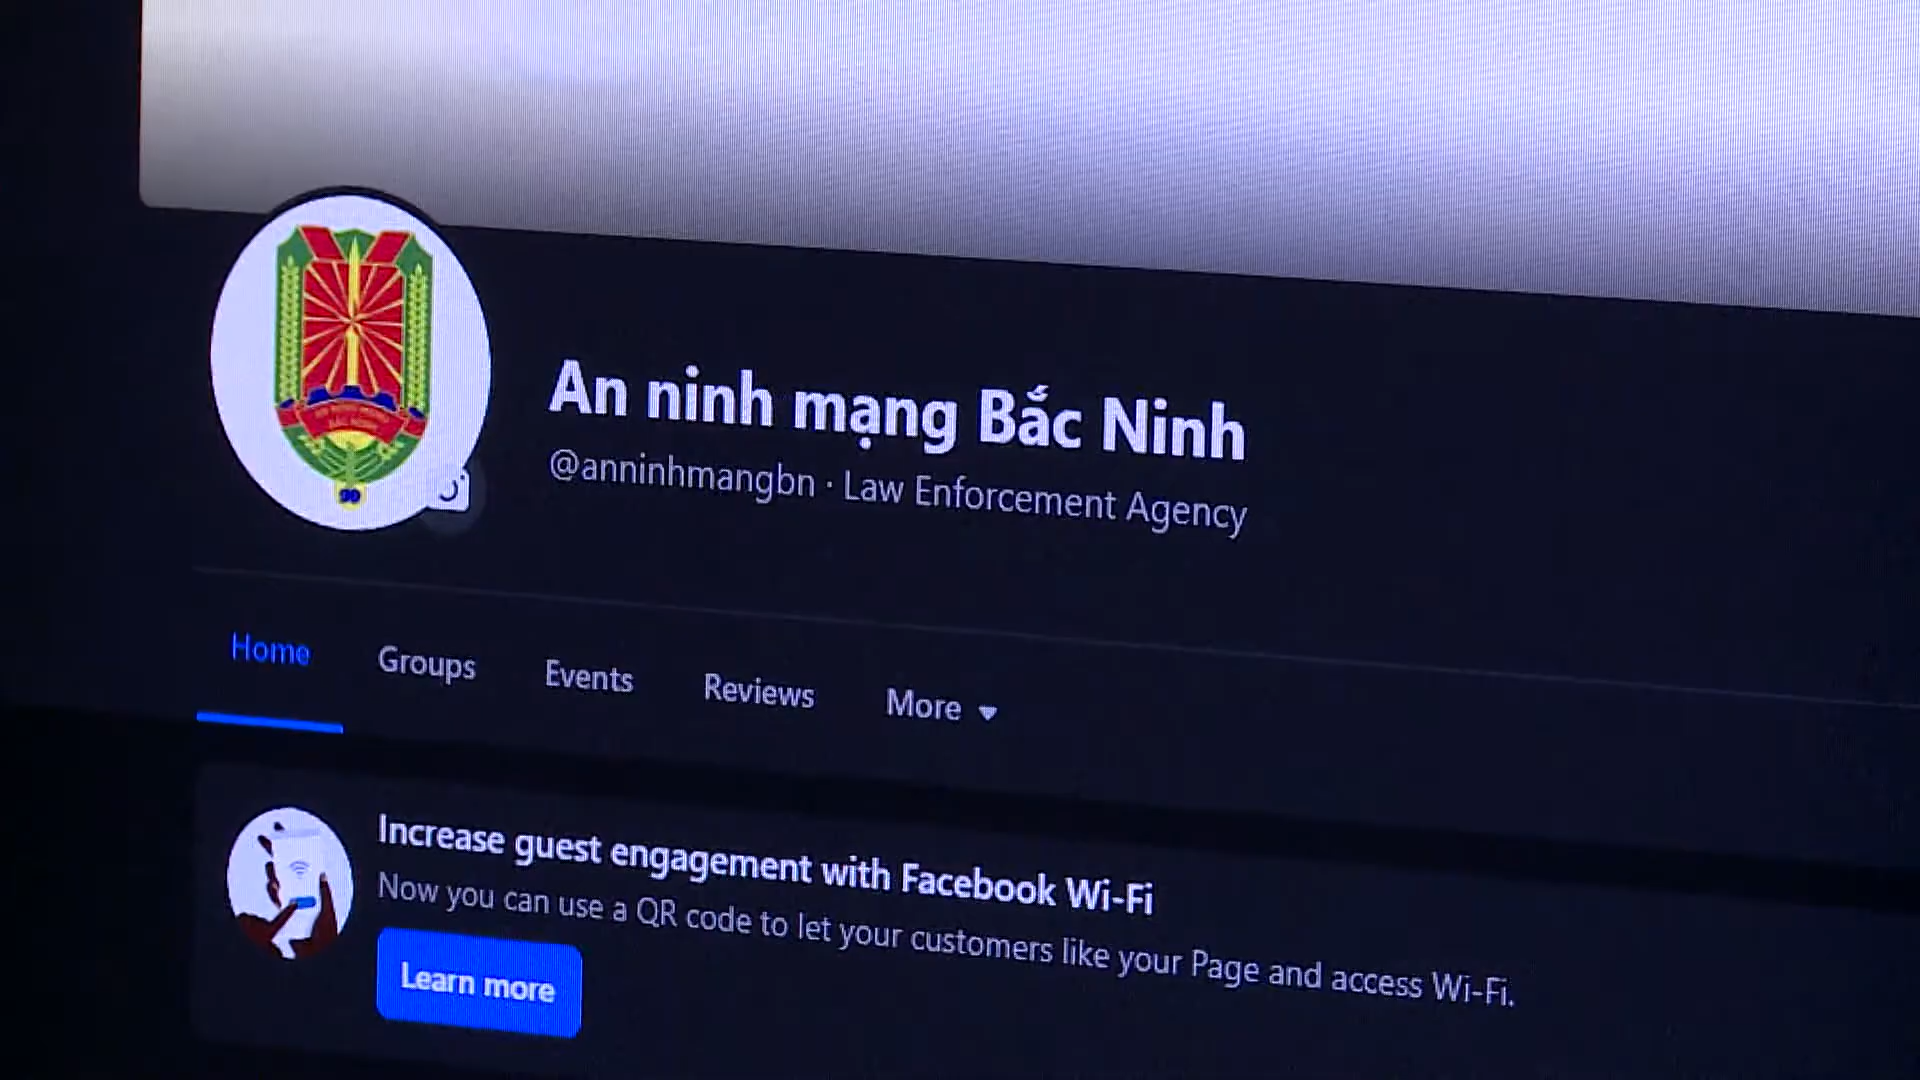 An ninh mạng Bắc Ninh
@anninhmangbn · Law Enforcement Agency
Home
Groups
Events
Reviews
More
Increase guest engagement with Facebook Wi-Fi
Now you can use a QR code to let your customers like your Page and access Wi-Fi.
Learn more